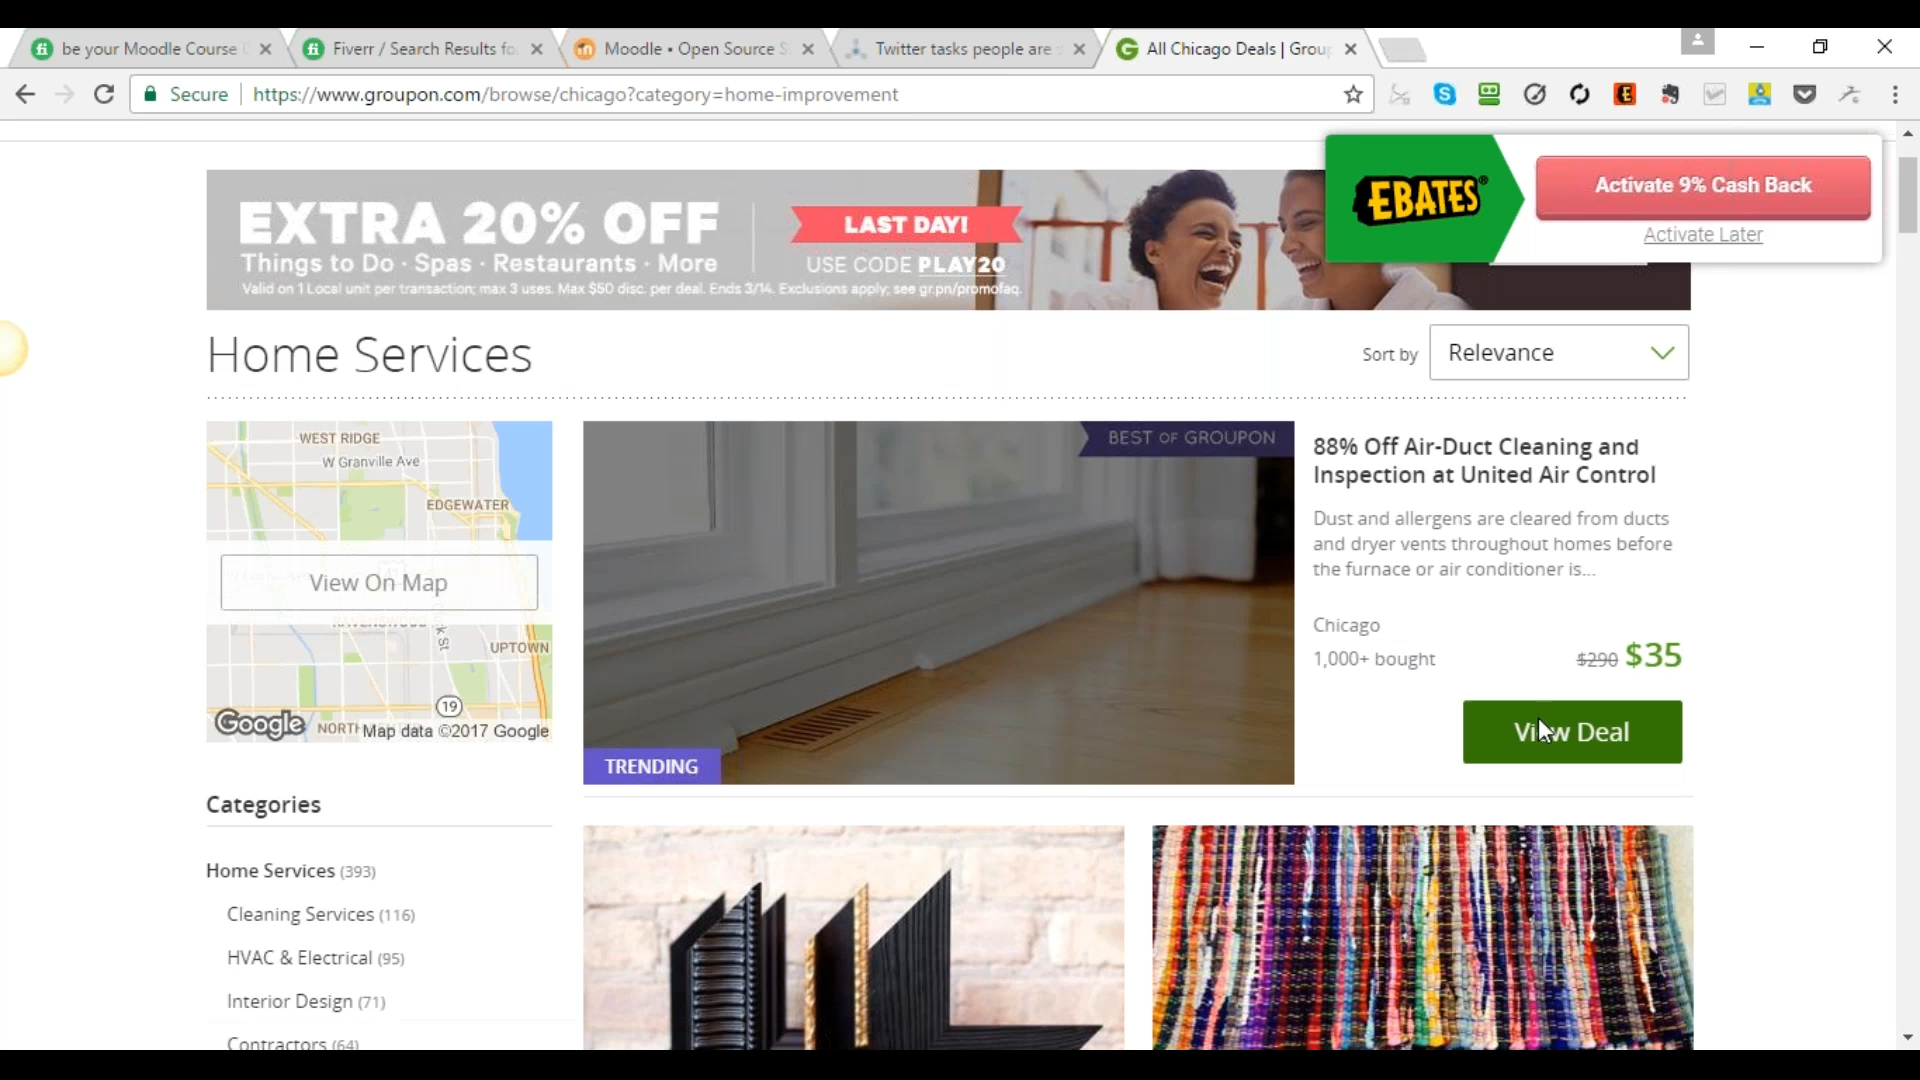 be your Moodle Course
Fiverr / Search Results fo
Moodle • Open Source S
Twitter tasks people are
All Chicago Deals | Group
Secure
https://www.groupon.com/browse/chicago?category=home-improvement
EBATES®
Activate 9% Cash Back
Activate Later
EXTRA 20% OFF
Things to Do · Spas · Restaurants · More
Valid on 1 Local unit per transaction; max 3 uses. Max $50 disc. per deal. Ends 3/14. Exclusions apply; see gr.pn/promofaq.
LAST DAY!
USE CODE PLAY20
Home Services
Sort by
Relevance
WEST RIDGE
W Granville Ave
EDGEWATER
View On Map
UPTOWN
19
Google
Map data ©2017 Google
BEST OF GROUPON
TRENDING
88% Off Air-Duct Cleaning and
Inspection at United Air Control
Dust and allergens are cleared from ducts
and dryer vents throughout homes before
the furnace or air conditioner is...
Chicago
1,000+ bought
$290 $35
View Deal
Categories
Home Services (393)
Cleaning Services (116)
HVAC & Electrical (95)
Interior Design (71)
Contractors (64)